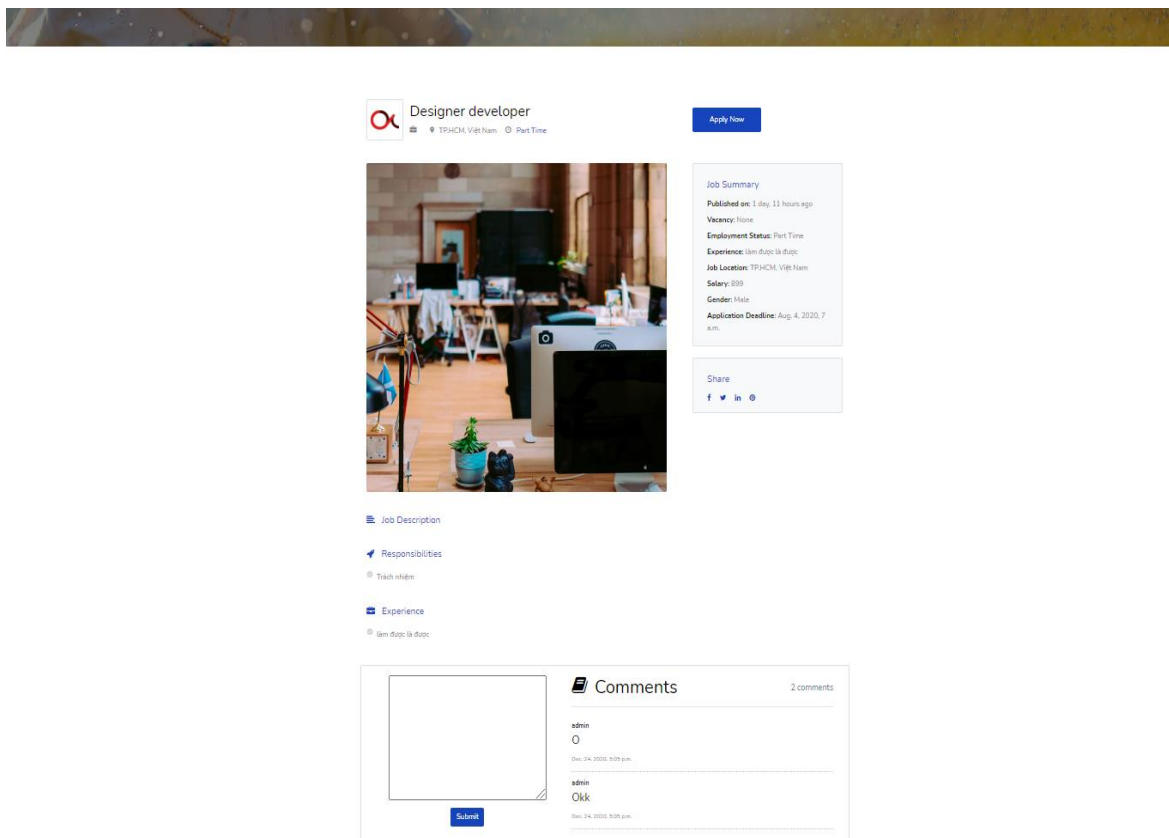 Designer developer
TP.HCM, Việt Nam Part Time
Apply Now
Job Summary
Published on: 1 day, 11 hours ago
Vacancy: None
Employment Status: Part Time
Experience: làm được là được
Job Location: TP.HCM, Việt Nam
Salary: 899
Gender: Male
Application Deadline: Aug. 4, 2020, 7
a.m.
Share
Job Description
Responsibilities
Trách nhiệm
Experience
làm được là được
Submit
Comments 2 comments
admin
O
Dec. 24, 2020, 5:05 p.m.
admin
Okk
Dec. 24, 2020, 5:05 p.m.